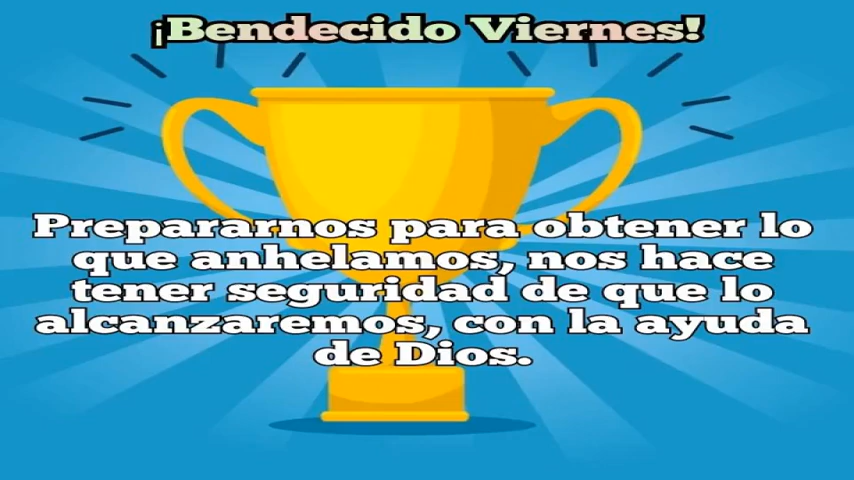 ¡Bendecido Viernes!
Prepararnos para obtener lo
que anhelamos, nos hace
tener seguridad de que lo
alcanzaremos, con la ayuda
de Dios.